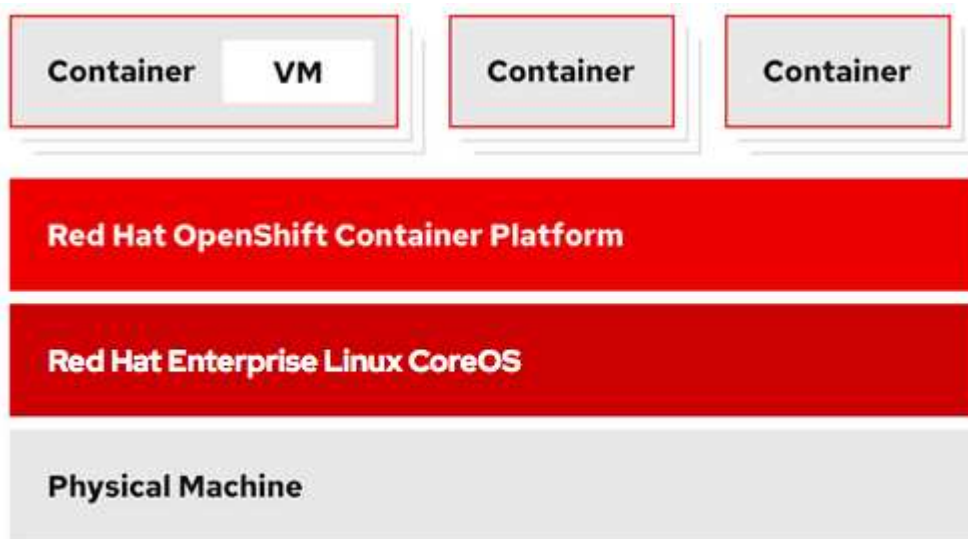 Container VM Container Container
Red Hat OpenShift Container Platform
Red Hat Enterprise Linux CoreOS
Physical Machine